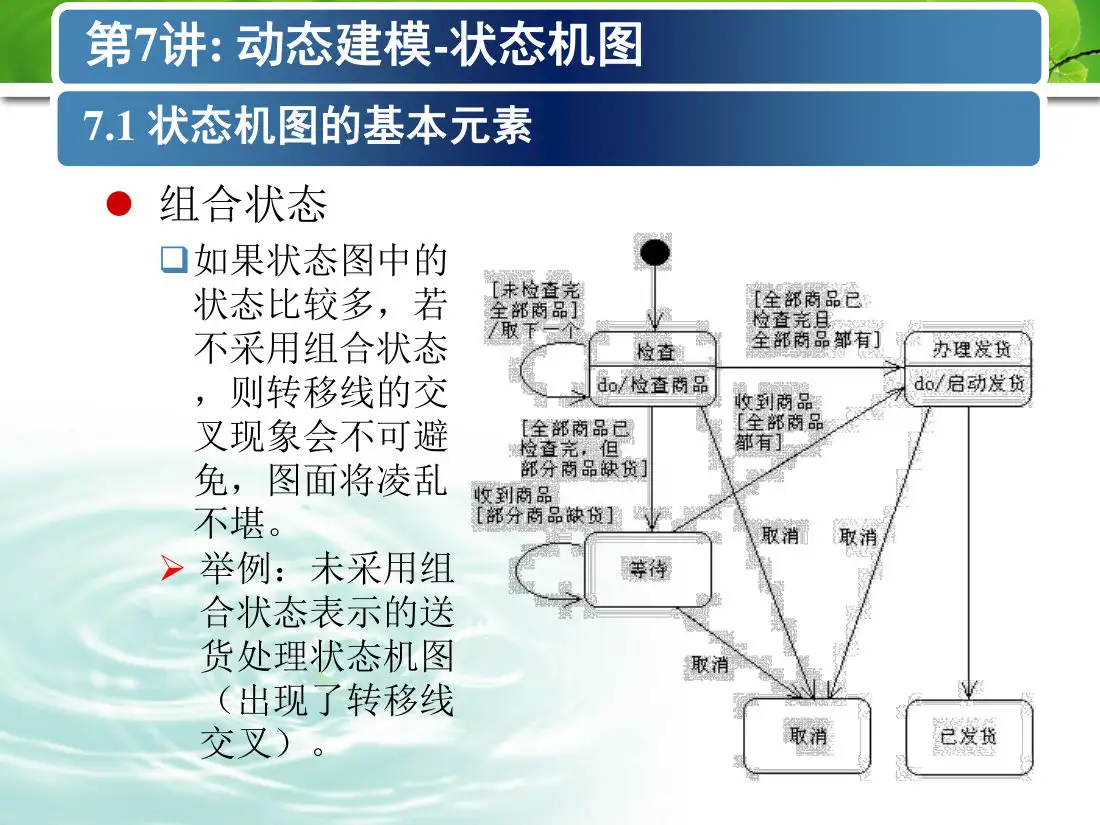 第7讲: 动态建模-状态机图
7.1 状态机图的基本元素
组合状态
如果状态图中的
状态比较多，若
不采用组合状态
，则转移线的交
叉现象会不可避
免，图面将凌乱
不堪。
举例：未采用组
合状态表示的送
货处理状态机图
（出现了转移线
交叉）。
[未检查完
全部商品]
/取下一个
检查
do/检查商品
[全部商品已
检查完且
全部商品都有]
办理发货
do/启动发货
收到商品
[全部商品
都有]
[全部商品已
检查完，但
部分商品缺货]
收到商品
[部分商品缺货]
等待
取消
取消
取消
取消
已发货